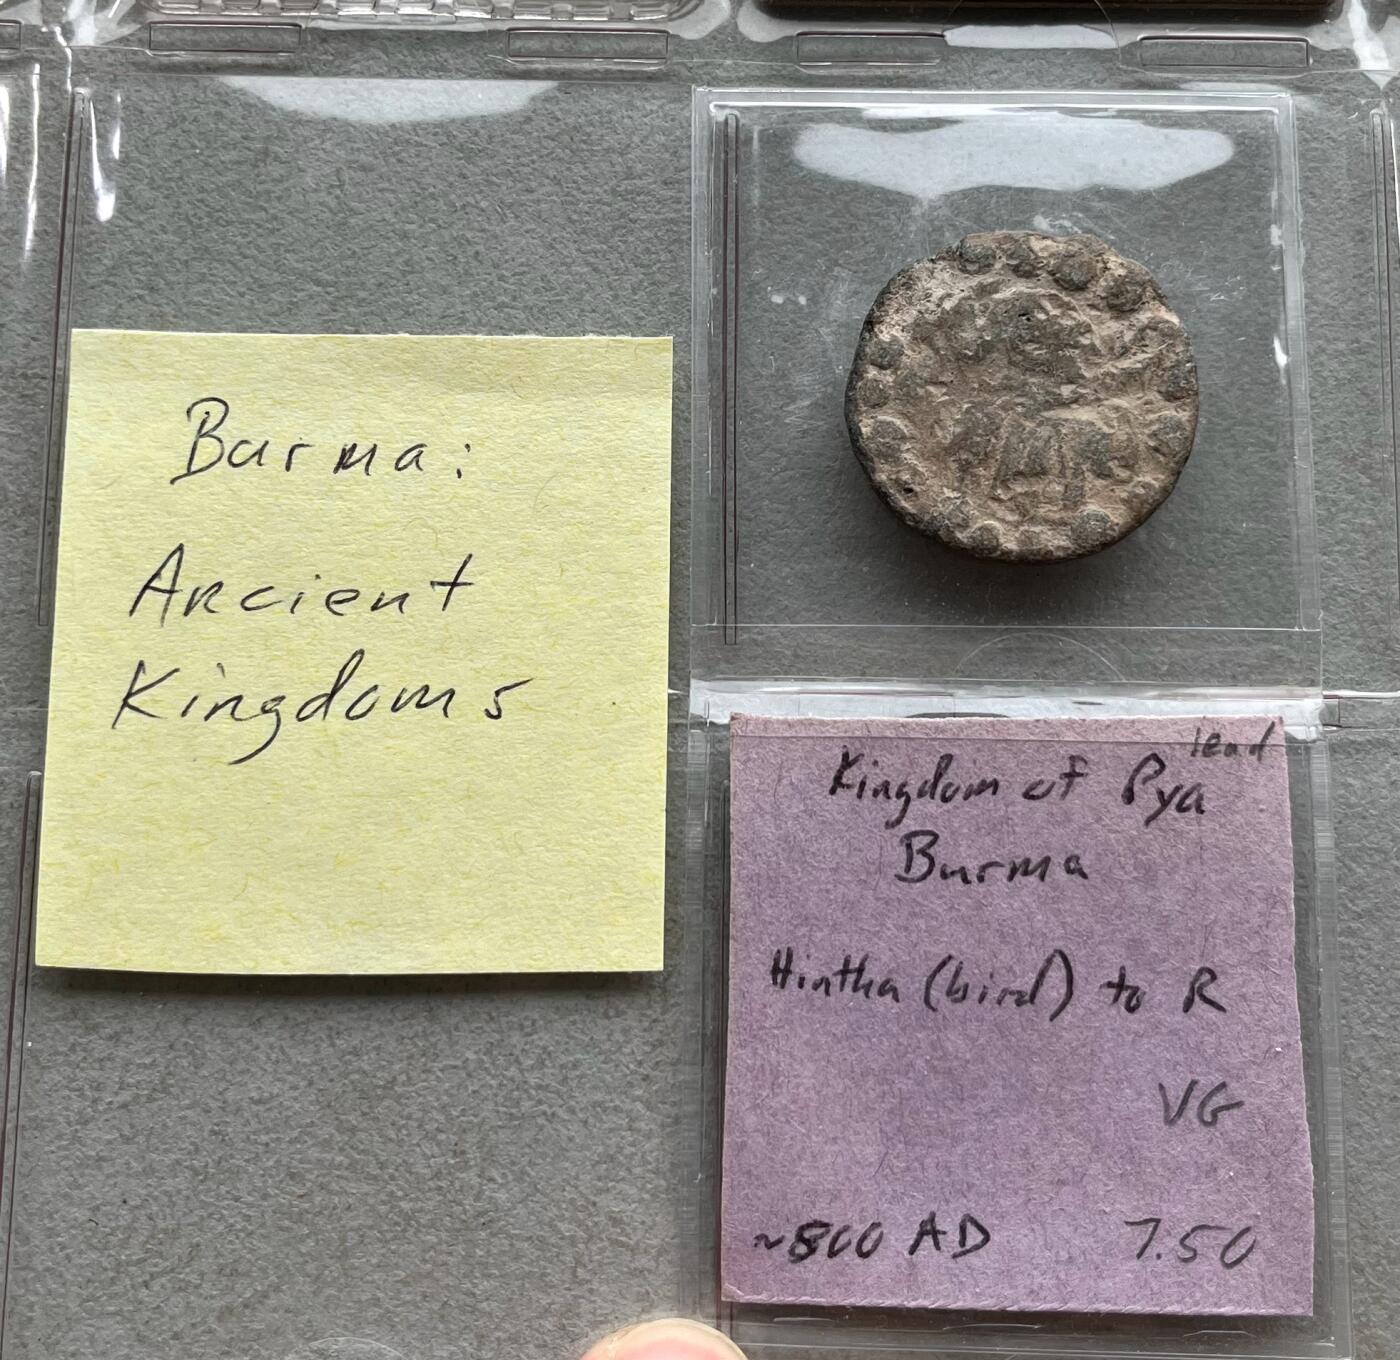 Burma:
Ancient
Kingdoms
lead
Kingdom of Pya
Burma
Hintha (bird) to R
VG
~800 AD 7.50